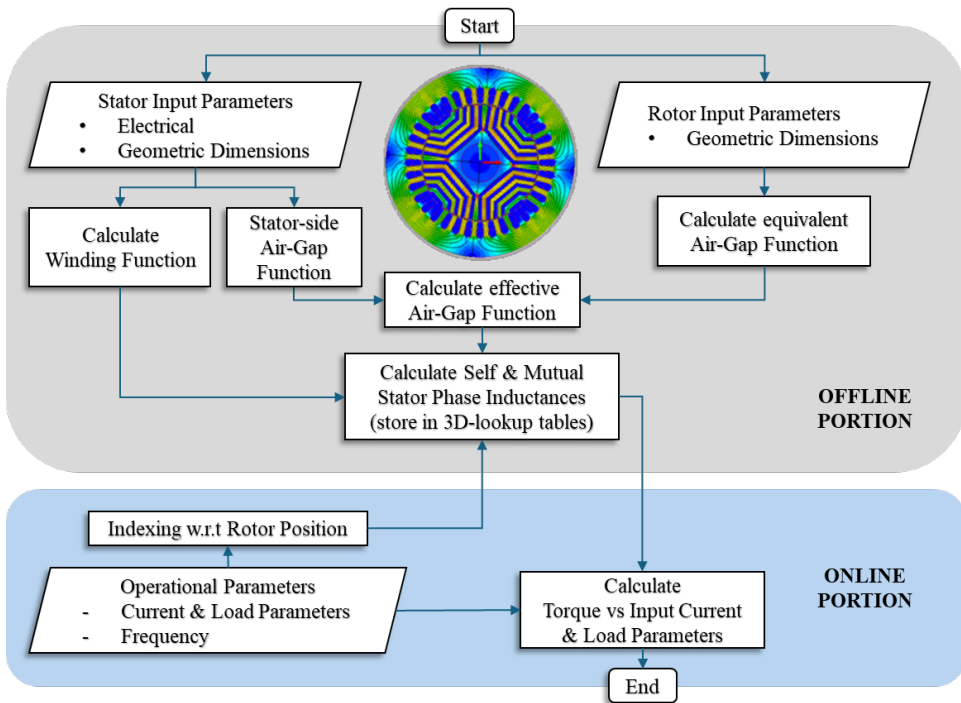 Start
Stator Input Parameters
• Electrical
• Geometric Dimensions
Rotor Input Parameters
• Geometric Dimensions
Calculate
Winding Function
Stator-side
Air-Gap
Function
Calculate equivalent
Air-Gap Function
Calculate effective
Air-Gap Function
Calculate Self & Mutual
Stator Phase Inductances
(store in 3D-lookup tables)
OFFLINE
PORTION
Indexing w.r.t Rotor Position
Operational Parameters
- Current & Load Parameters
- Frequency
Calculate
Torque vs Input Current
& Load Parameters
ONLINE
PORTION
End